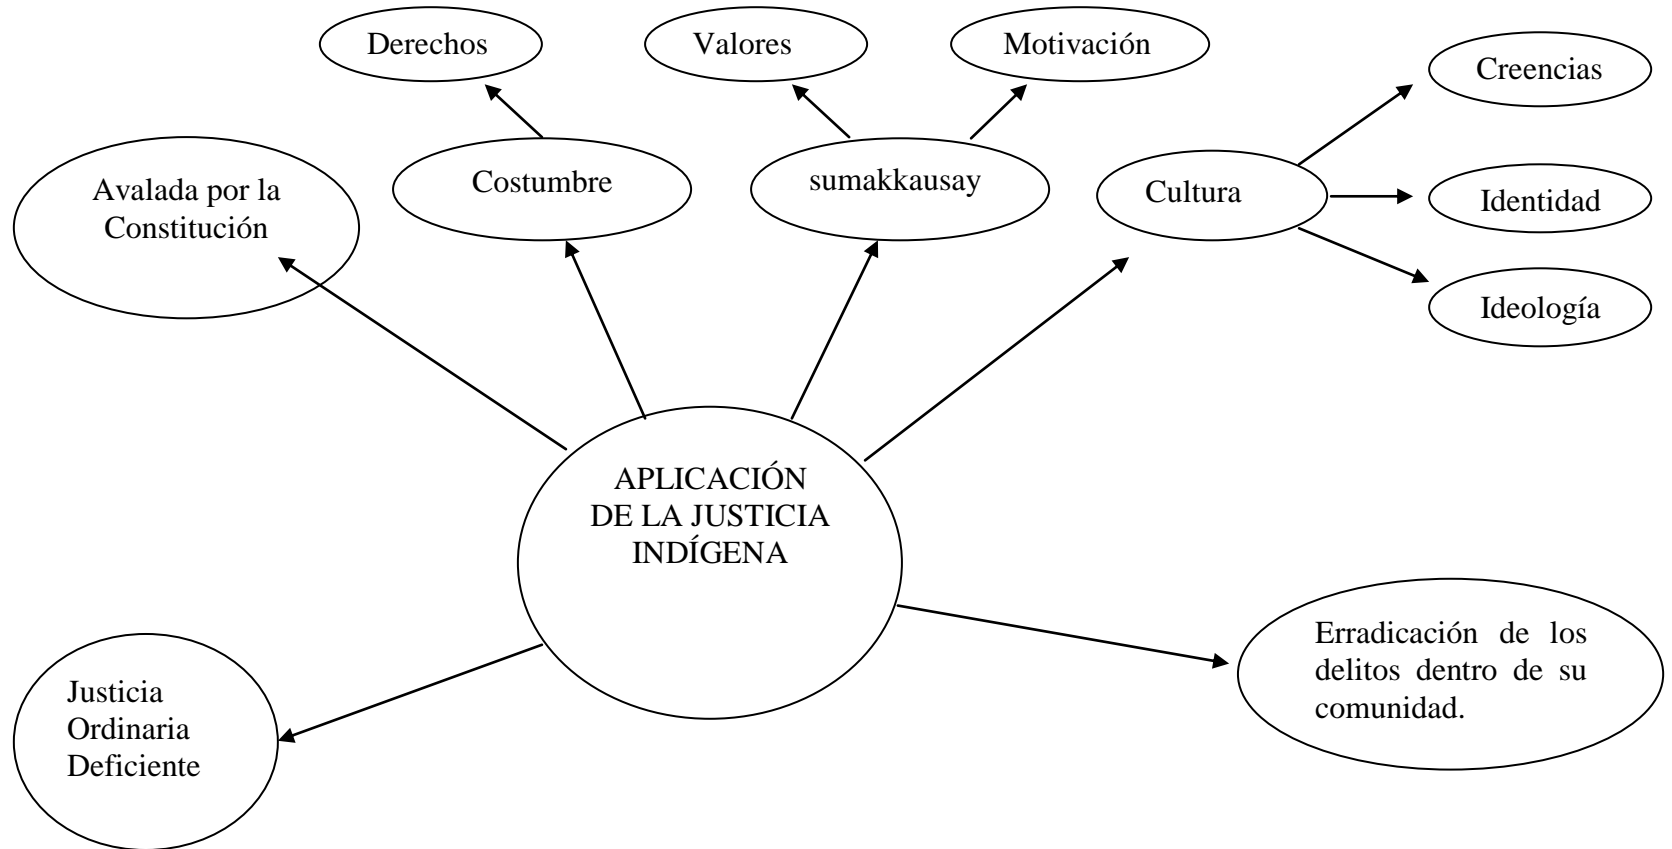 Derechos
Valores
Motivación
Creencias
Avalada por la
Constitución
Costumbre
sumakkausay
Cultura
Identidad
Ideología
APLICACIÓN
DE LA JUSTICIA
INDÍGENA
Erradicación de los
delitos dentro de su
comunidad.
Justicia
Ordinaria
Deficiente